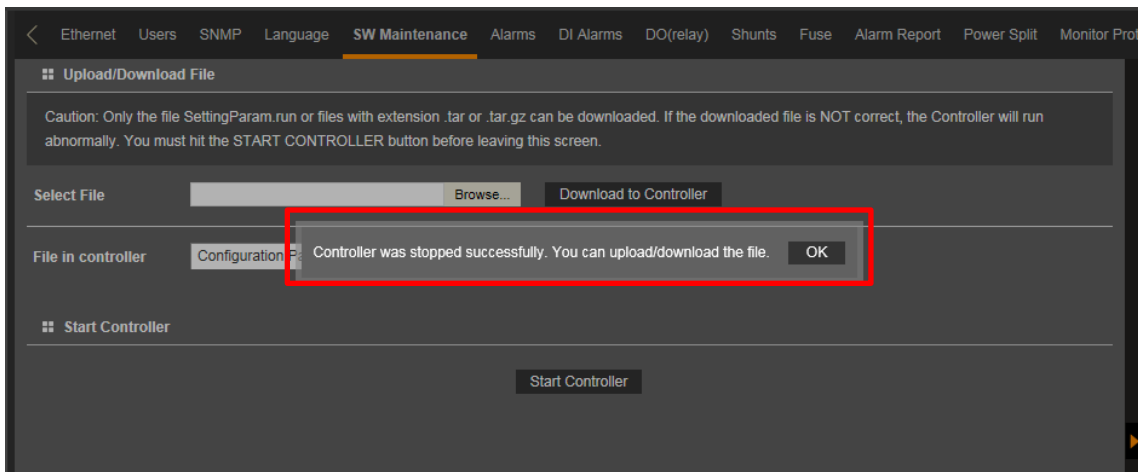 Ethernet Users SNMP Language SW Maintenance Alarms DI Alarms DO(relay) Shunts Fuse Alarm Report Power Split Monitor
Upload/Download File
Caution: Only the file SettingParam.run or files with extension .tar or .tar.gz can be downloaded. If the downloaded file is NOT correct, the Controller will run
abnormally. You must hit the START CONTROLLER button before leaving this screen.
Select File Browse... Download to Controller
File in controller Configuration Controller was stopped successfully. You can upload/download the file. OK
Start Controller
Start Controller